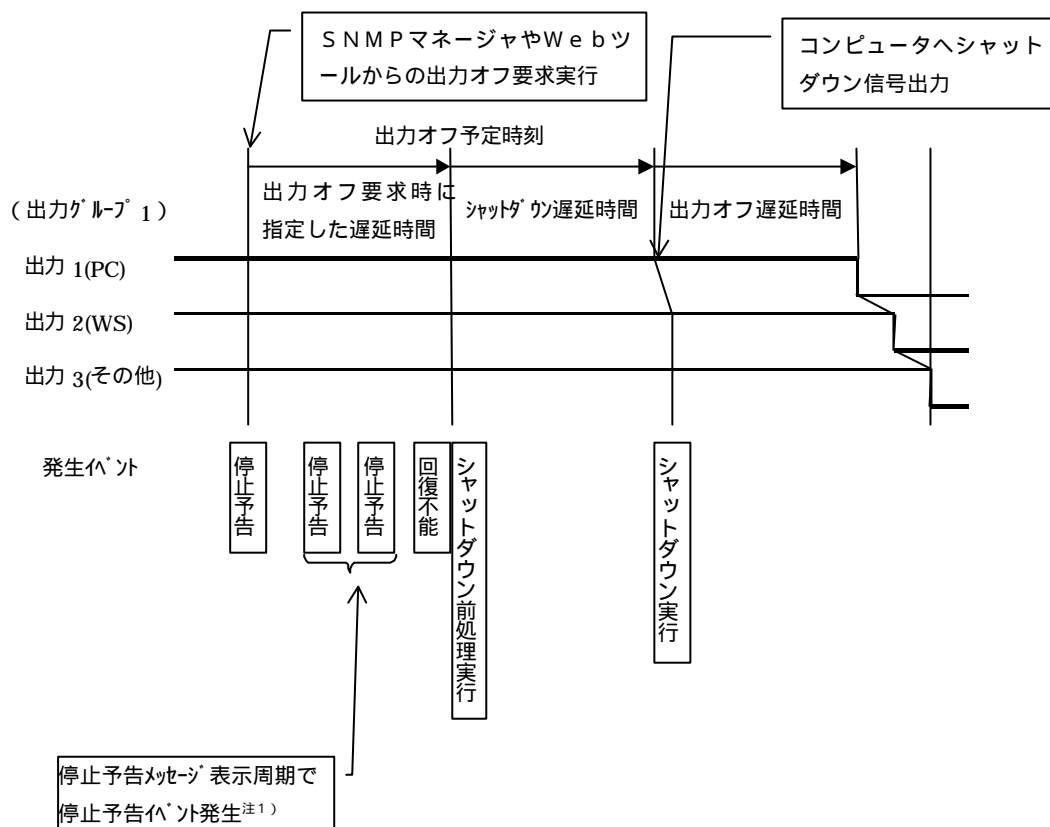 ＳＮＭＰマネージャやＷｅｂツ
ールからの出力オフ要求実行
コンピュータへシャット
ダウン信号出力
出力オフ予定時刻
（出力ｸﾞﾙｰﾌﾟ 1）
出力オフ要求時に
指定した遅延時間
ｼｬｯﾄﾀﾞｳﾝ遅延時間
出力オフ遅延時間
出力 1(PC)
出力 2(WS)
出力 3(その他)
発生ｲﾍﾞﾝﾄ
停止予告
停止予告
停止予告
回復不能
シャットダウン前処理実行
シャットダウン実行
停止予告ﾒｯｾｰｼﾞ表示周期で
停止予告ｲﾍﾞﾝﾄ発生注１）